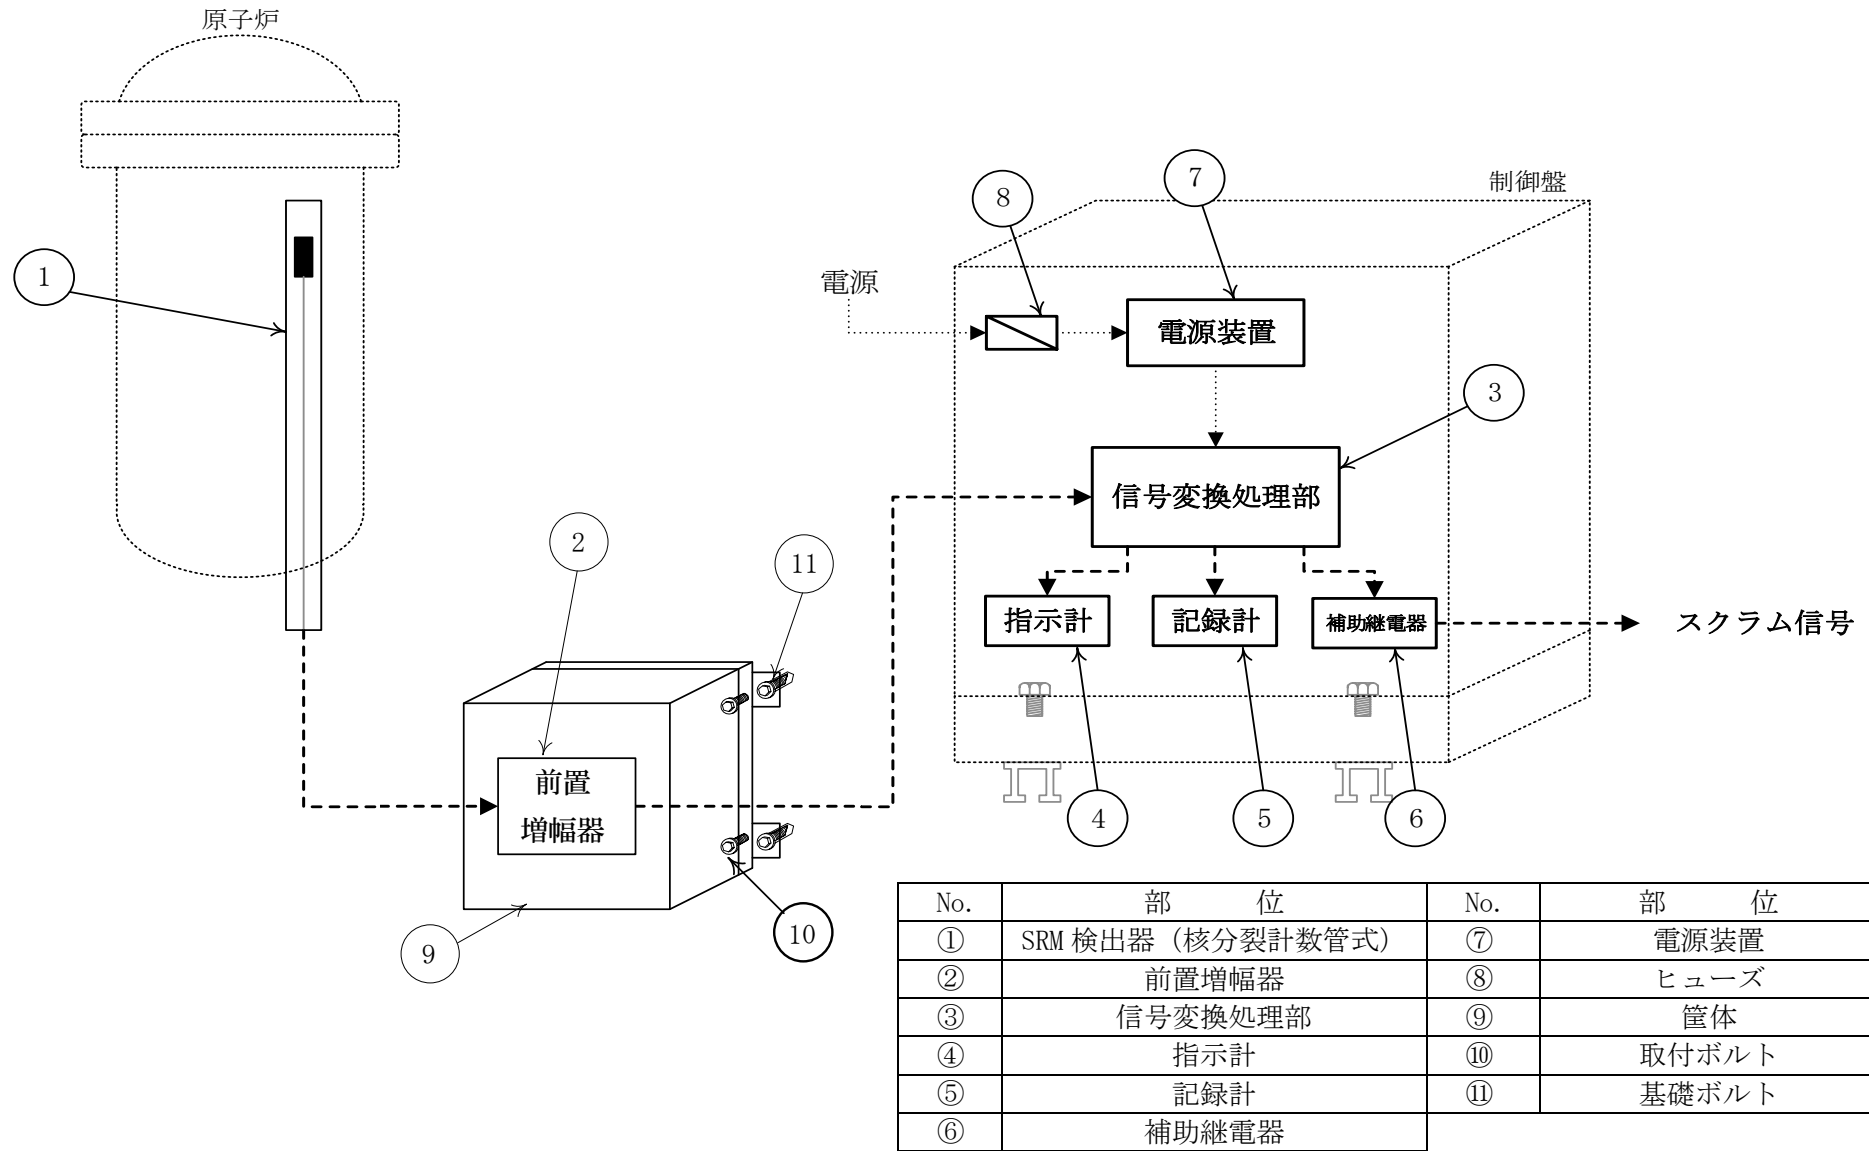 原子炉
制御盤
7
8
1
電源
電源装置
3
信号変換処理部
2
11
指示計
記録計
補助継電器
スクラム信号
前置
増幅器
4
5
6
9
10
No. 部 位 No. 部 位
① SRM 検出器（核分裂計数管式） ⑦ 電源装置
② 前置増幅器 ⑧ ヒューズ
③ 信号変換処理部 ⑨ 筐体
④ 指示計 ⑩ 取付ボルト
⑤ 記録計 ⑪ 基礎ボルト
⑥ 補助継電器